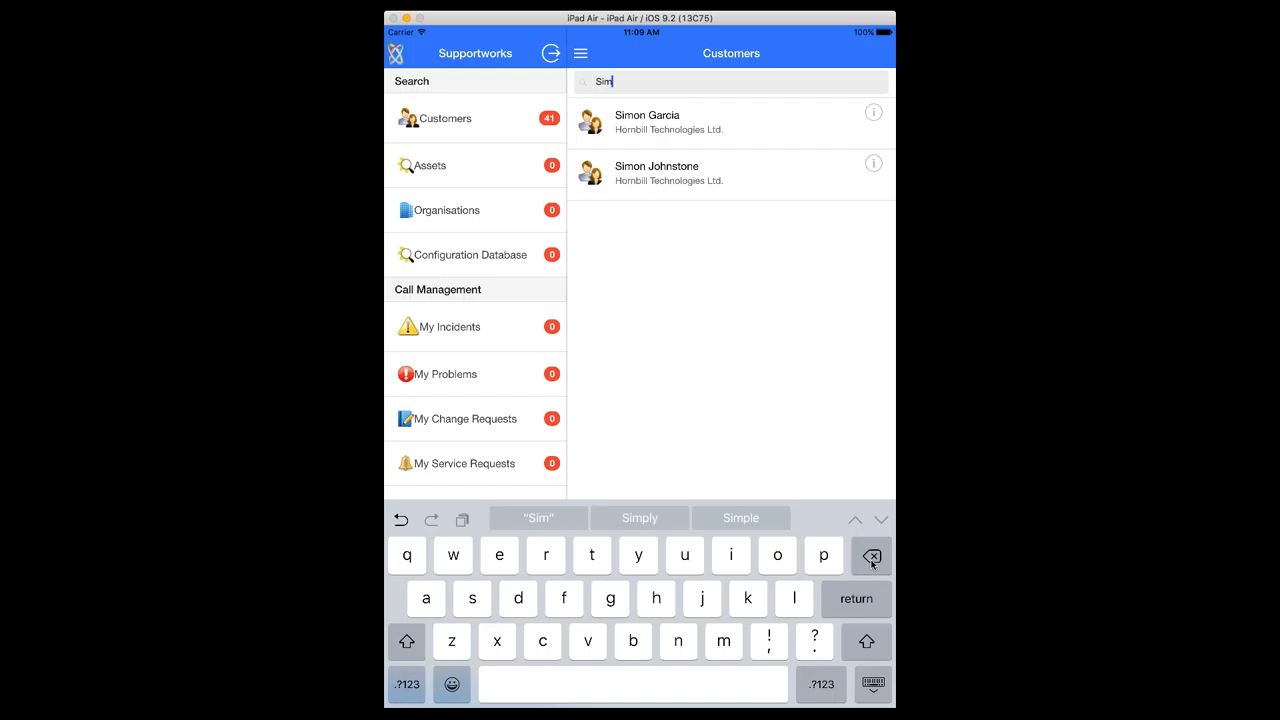 iPad Air - iPad Air / iOS 9.2 (13C75)
Carrier 11:09 AM 100%
Supportworks
Customers
Search
Sim
Customers 41
Simon Garcia
Hornbill Technologies Ltd.
Assets 0
Simon Johnstone
Hornbill Technologies Ltd.
Organisations 0
Configuration Database 0
Call Management
My Incidents 0
My Problems 0
My Change Requests 0
My Service Requests 0
"Sim" Simply Simple
q w e r t y u i o p
a s d f g h j k l return
z x c v b n m ! , ? .
.?123 .?123